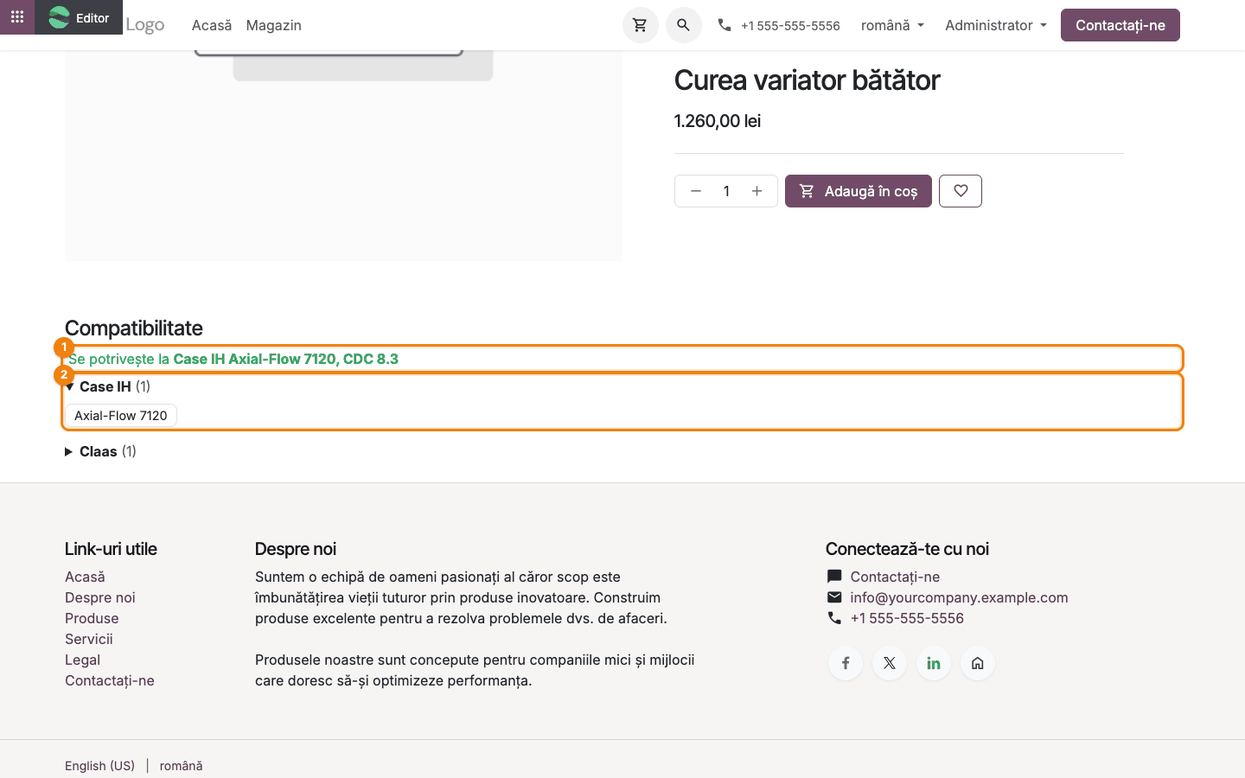 Editor
Logo
Acasă
Magazin
+1 555-555-5556
română
Administrator
Contactați-ne
Curea variator bătător
1.260,00 lei
1
Adaugă în coș
Compatibilitate
1
Se potrivește la Case IH Axial-Flow 7120, CDC 8.3
2
Case IH (1)
Axial-Flow 7120
Claas (1)
Link-uri utile
Acasă
Despre noi
Produse
Servicii
Legal
Contactați-ne
Despre noi
Suntem o echipă de oameni pasionați al căror scop este
îmbunătățirea vieții tuturor prin produse inovatoare. Construim
produse excelente pentru a rezolva problemele dvs. de afaceri.
Produsele noastre sunt concepute pentru companiile mici și mijlocii
care doresc să-și optimizeze performanța.
Conectează-te cu noi
Contactați-ne
info@yourcompany.example.com
+1 555-555-5556
English (US) | română